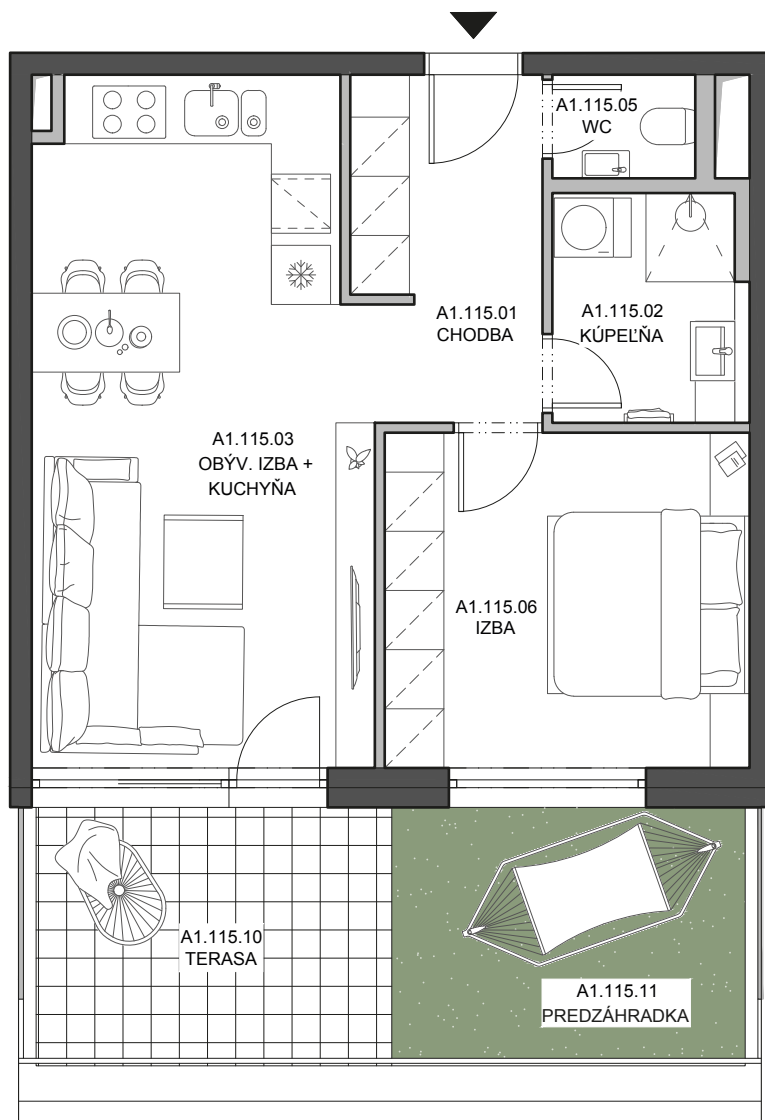 A1.115.05
WC
A1.115.01
CHODBA
A1.115.02
KÚPEĽŇA
A1.115.03
OBÝV. IZBA +
KUCHYŇA
A1.115.06
IZBA
A1.115.10
TERASA
A1.115.11
PREDZÁHRADKA